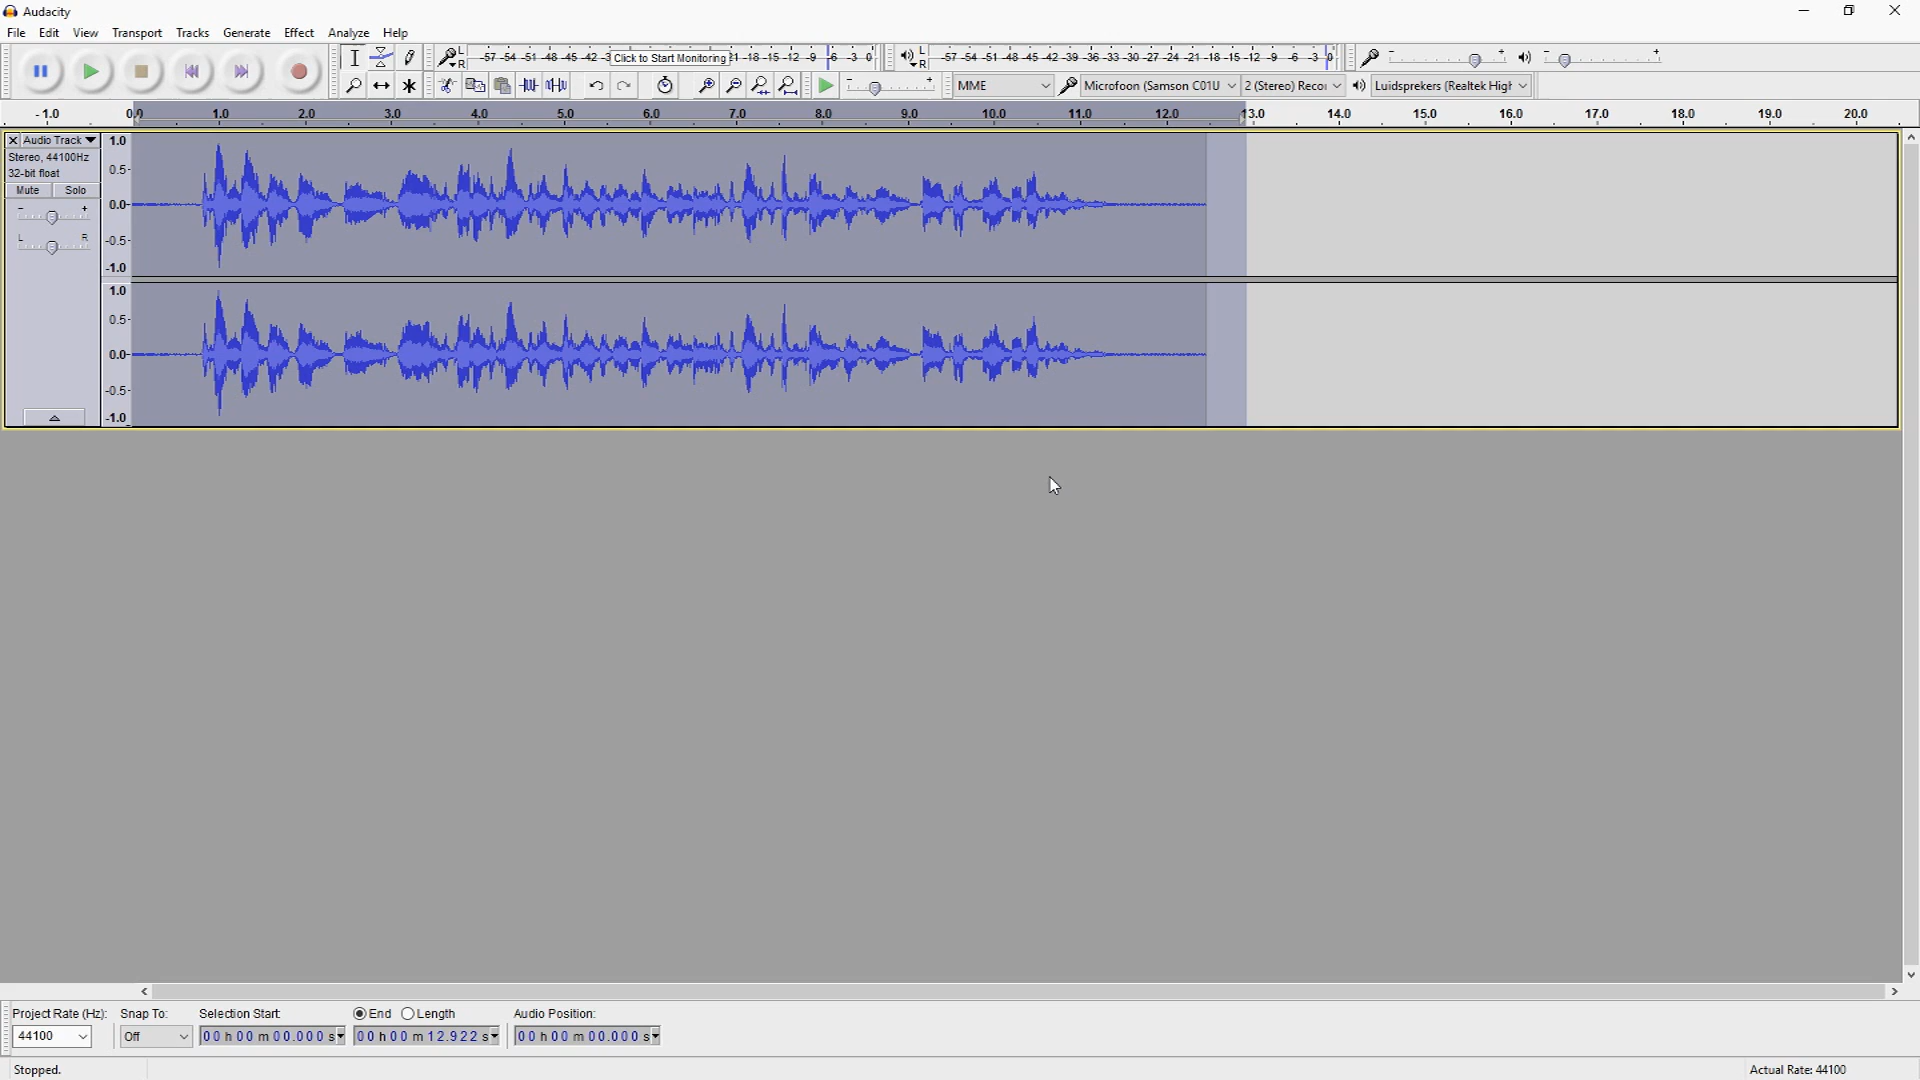 Audacity
File Edit View Transport Tracks Generate Effect Analyze Help
L R -57 -54 -51 -48 -45 -42 -3 Click to Start Monitoring 21 -18 -15 -12 -9 -6 -3 0 L R -57 -54 -51 -48 -45 -42 -39 -36 -33 -30 -27 -24 -21 -18 -15 -12 -9 -6 -3 0 - + - +
- + MME Microfoon (Samson C01U 2 (Stereo) Recor Luidsprekers (Realtek High
-1.0 0.0 1.0 2.0 3.0 4.0 5.0 6.0 7.0 8.0 9.0 10.0 11.0 12.0 13.0 14.0 15.0 16.0 17.0 18.0 19.0 20.0
Audio Track 1.0
Stereo, 44100Hz
32-bit float 0.5
Mute Solo
- + 0.0
L R -0.5
-1.0
1.0
0.5
0.0
-0.5
-1.0
Project Rate (Hz): Snap To: Selection Start: End Length Audio Position:
44100 Off 00 h 00 m 00.000 s 00 h 00 m 12.922 s 00 h 00 m 00.000 s
Stopped. Actual Rate: 44100